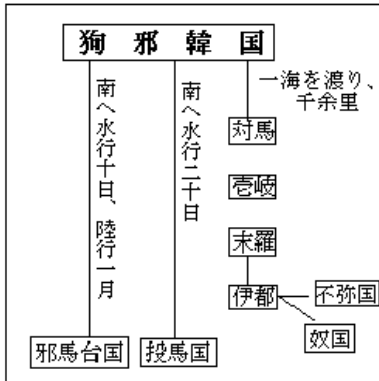 狗邪韓国
南へ水行十日、陸行一月
南へ水行二十日
一海を渡り、
千余里
対馬
壱岐
末羅
伊都
不弥国
奴国
邪馬台国
投馬国